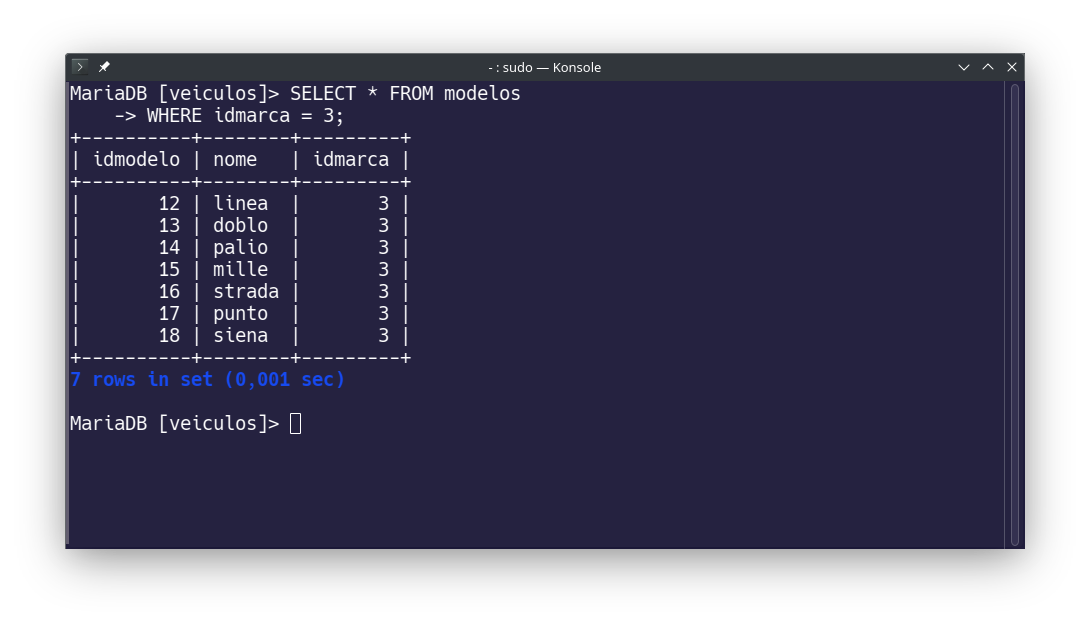 - : sudo — Konsole
MariaDB [veiculos]> SELECT * FROM modelos
    -> WHERE idmarca = 3;
+----------+--------+---------+
| idmodelo | nome   | idmarca |
+----------+--------+---------+
|       12 | linea  |       3 |
|       13 | doblo  |       3 |
|       14 | palio  |       3 |
|       15 | mille  |       3 |
|       16 | strada |       3 |
|       17 | punto  |       3 |
|       18 | siena  |       3 |
+----------+--------+---------+
7 rows in set (0,001 sec)
MariaDB [veiculos]>